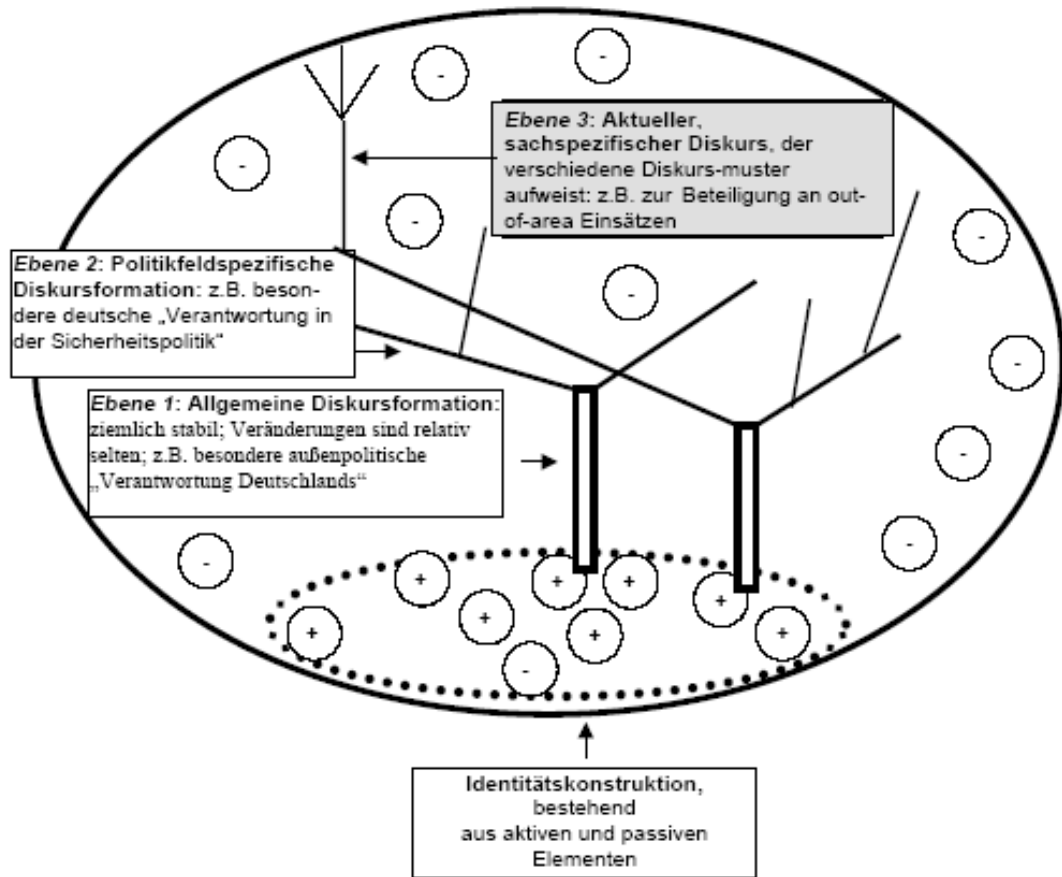 Ebene 3: Aktueller,
sachspezifischer Diskurs, der
verschiedene Diskurs-muster
aufweist: z.B. zur Beteiligung an out-
of-area Einsätzen
Ebene 2: Politikfeldspezifische
Diskursformation: z.B. beson-
dere deutsche „Verantwortung in
der Sicherheitspolitik“
Ebene 1: Allgemeine Diskursformation:
ziemlich stabil; Veränderungen sind relativ
selten; z.B. besondere außenpolitische
„Verantwortung Deutschlands“
- - - - - - - - - - - -
+ + + + + + + +
-
Identitätskonstruktion,
bestehend
aus aktiven und passiven
Elementen